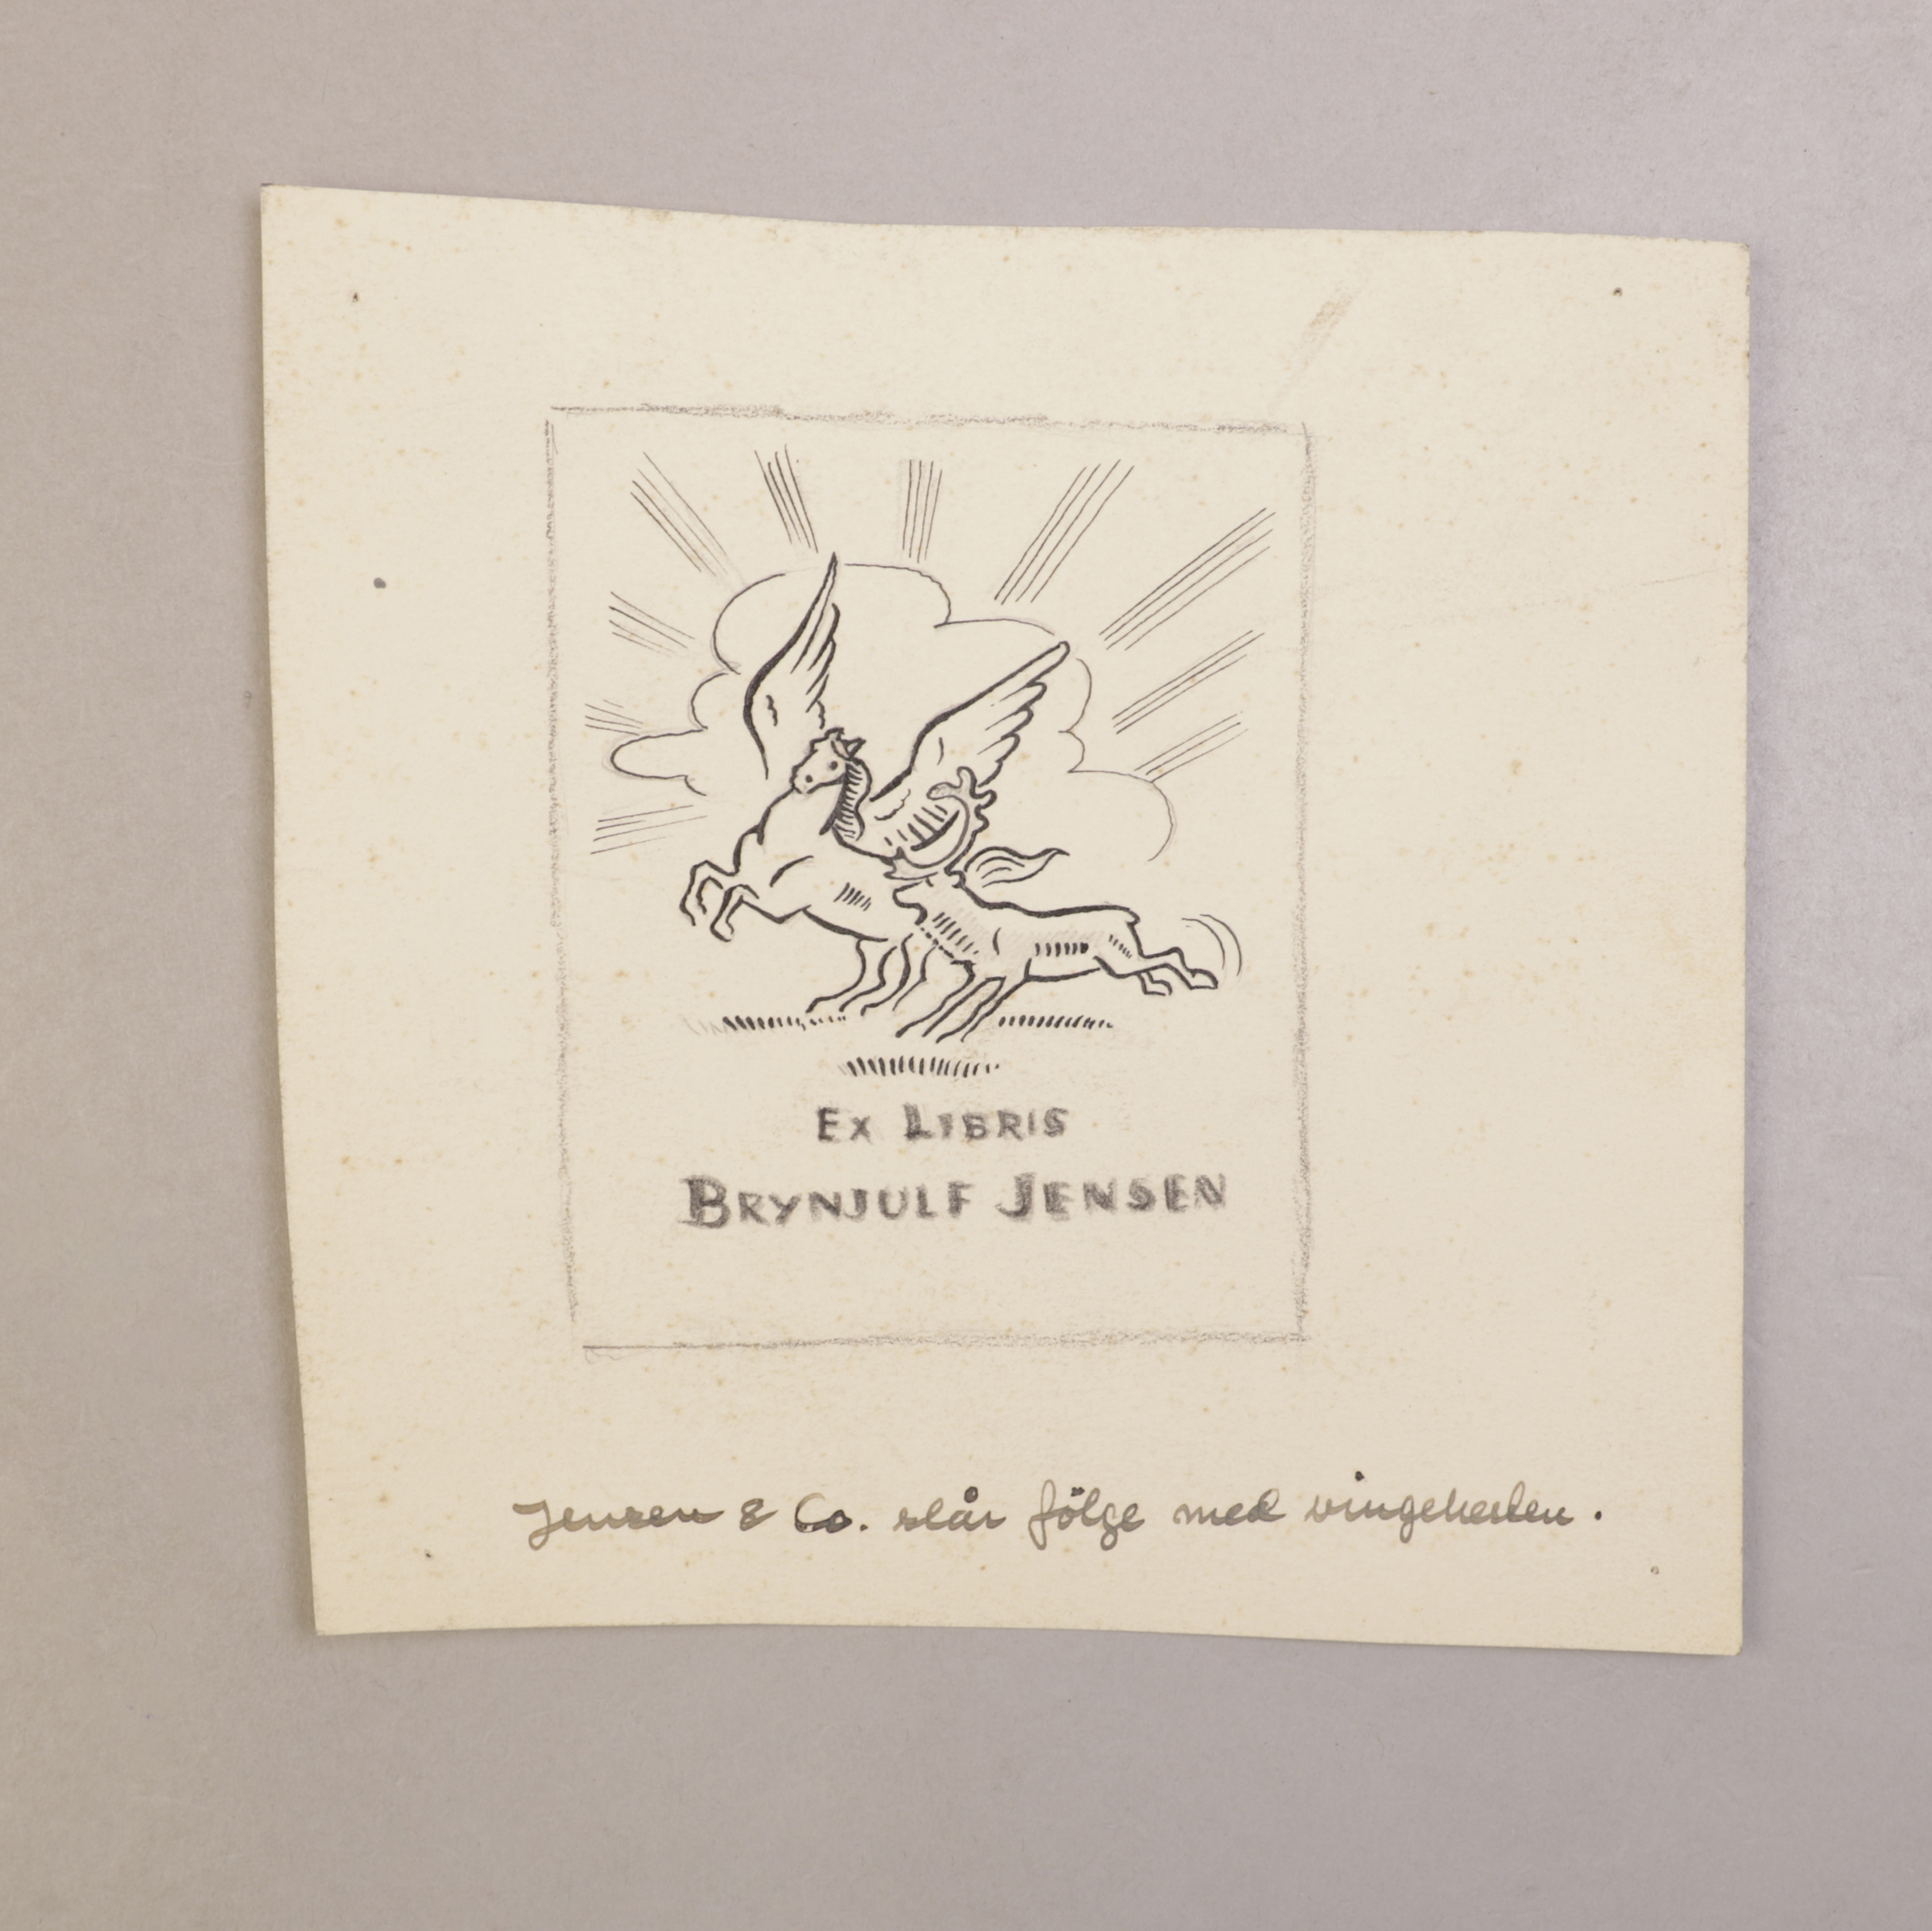 EX LIBRIS
BRYNJULF JENSEN
Jensen & Co. slår fölge med vingehesten.